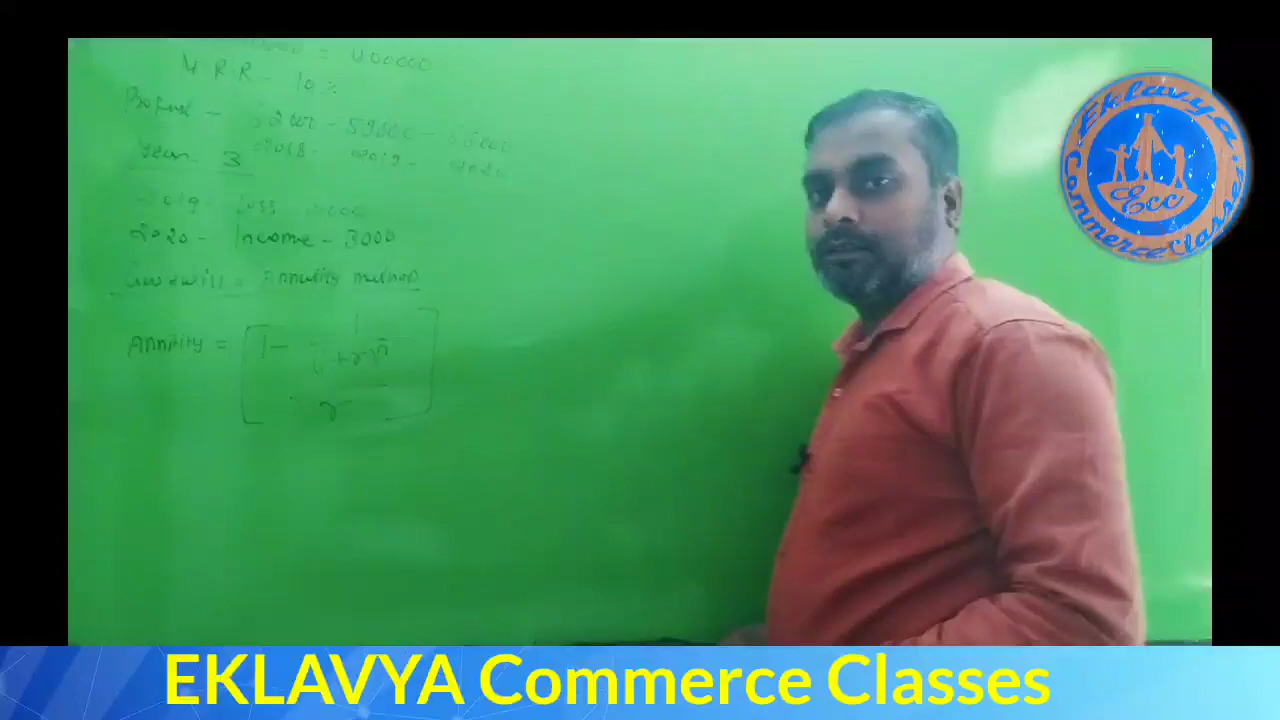 = 400000
N R R - 10%
Profit - 52000 - 59000 -
Year - 3 2018 - 2019 - 2020
2019 - Loss
2020 - Income - 3000
Goodwill = Annuity method
Annuity = [ 1 - 1
(1+r)n
r ]
Eklavya
Ecc
Commerce Classes
EKLAVYA Commerce Classes